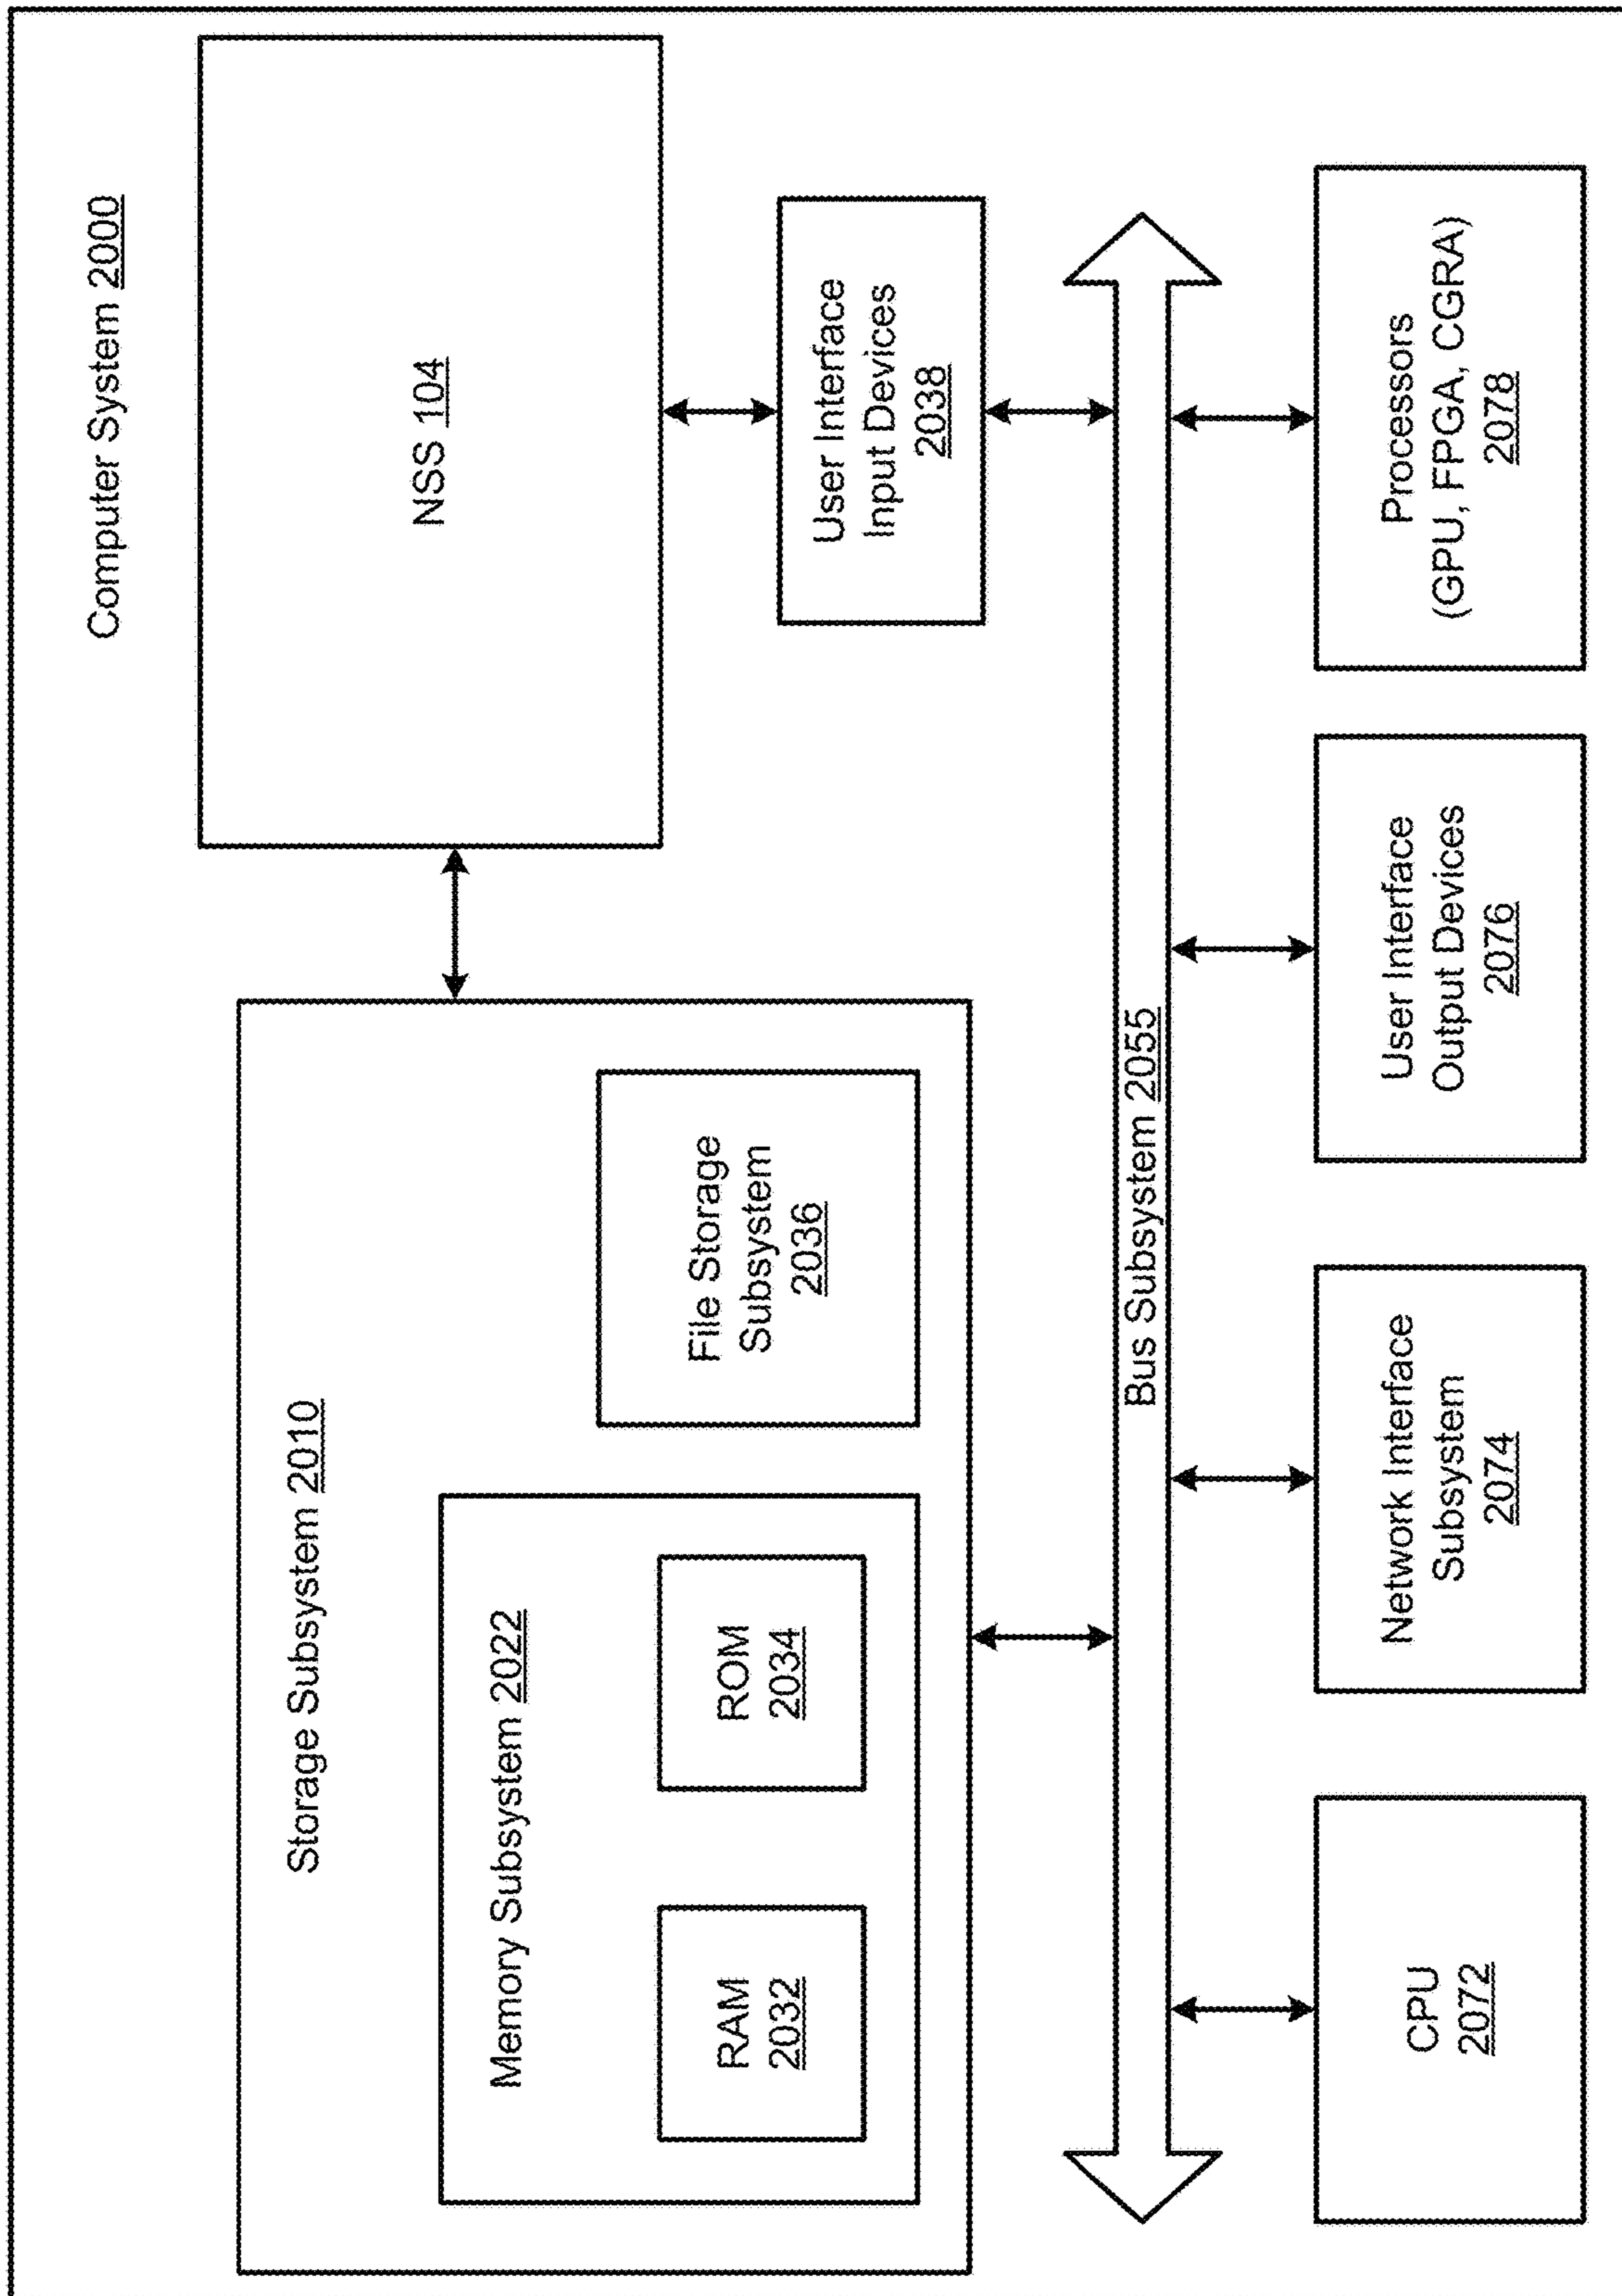 Computer System 2000
Storage Subsystem 2010
Memory Subsystem 2022
RAM
2032
ROM
2034
File Storage
Subsystem
2036
NSS 104
User Interface
Input Devices
2038
Bus Subsystem 2055
CPU
2072
Network Interface
Subsystem
2074
User Interface
Output Devices
2076
Processors
(GPU, FPGA, CGRA)
2078